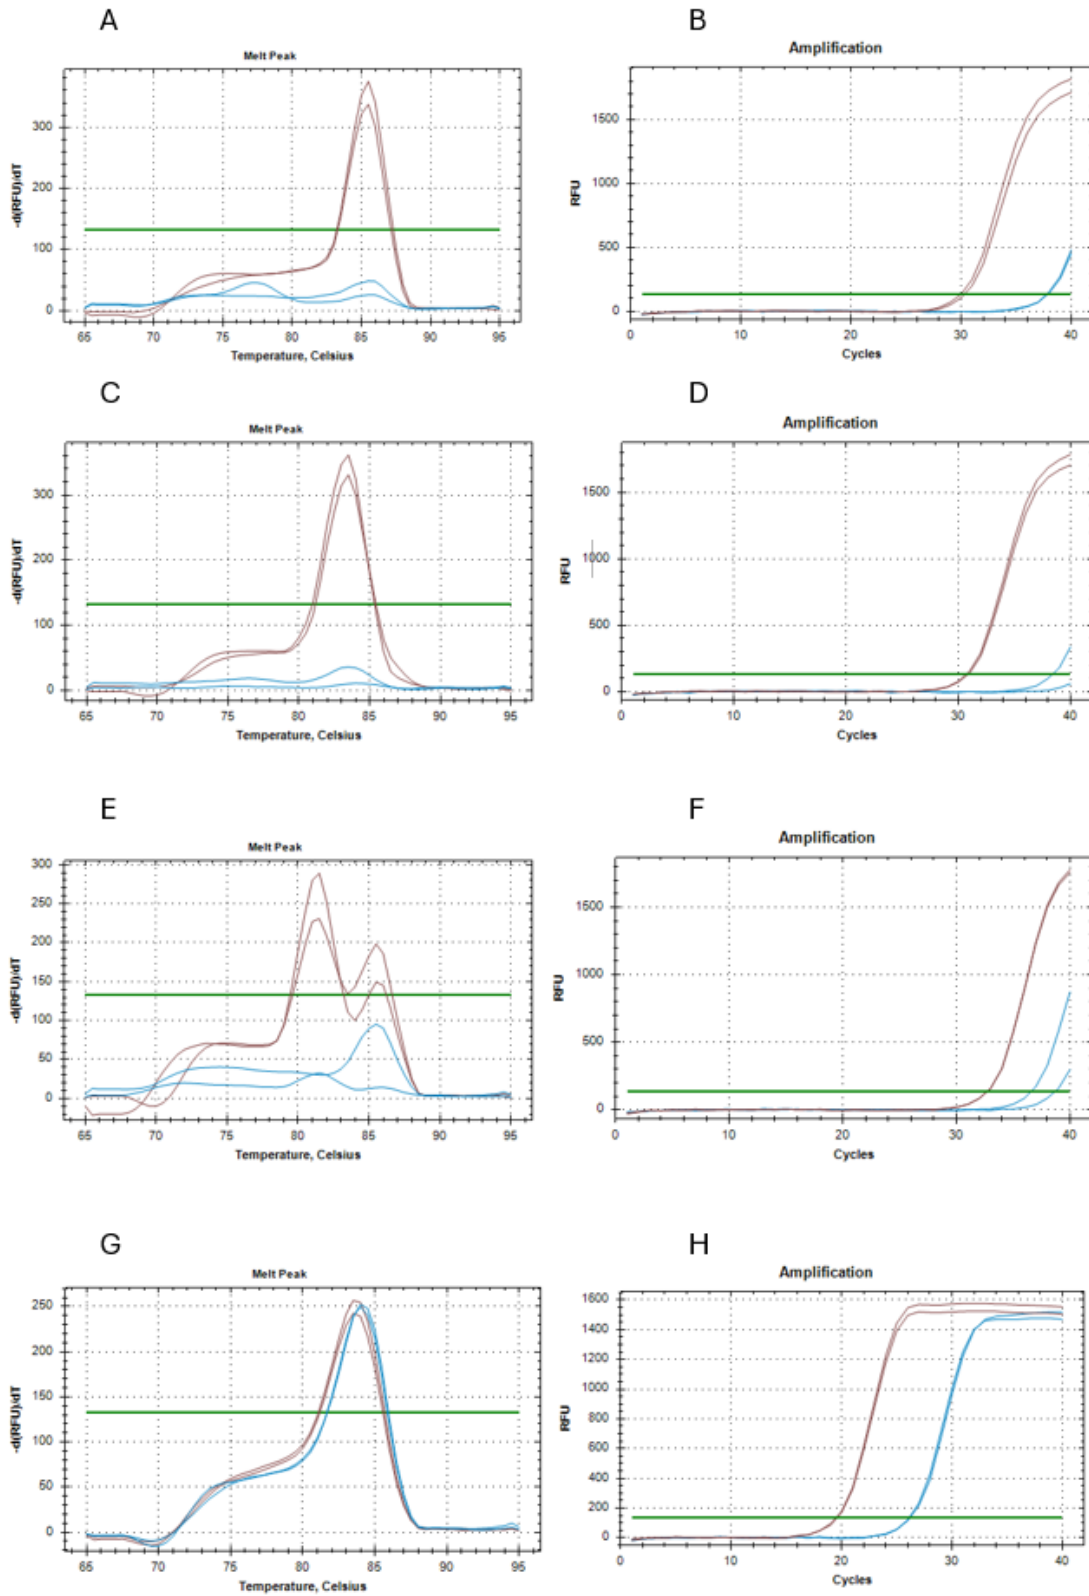 A
B
Melt Peak
Amplification
-d(RFU)/dT
300
200
100
0
65 70 75 80 85 90 95
Temperature, Celsius
RFU
1500
1000
500
0
0 10 20 30 40
Cycles
C
D
Melt Peak
Amplification
-d(RFU)/dT
300
200
100
0
65 70 75 80 85 90 95
Temperature, Celsius
RFU
1500
1000
500
0
0 10 20 30 40
Cycles
E
F
Melt Peak
Amplification
-d(RFU)/dT
300
250
200
150
100
50
0
65 70 75 80 85 90 95
Temperature, Celsius
RFU
1500
1000
500
0
0 10 20 30 40
Cycles
G
H
Melt Peak
Amplification
-d(RFU)/dT
250
200
150
100
50
0
65 70 75 80 85 90 95
Temperature, Celsius
RFU
1600
1400
1200
1000
800
600
400
200
0
0 10 20 30 40
Cycles